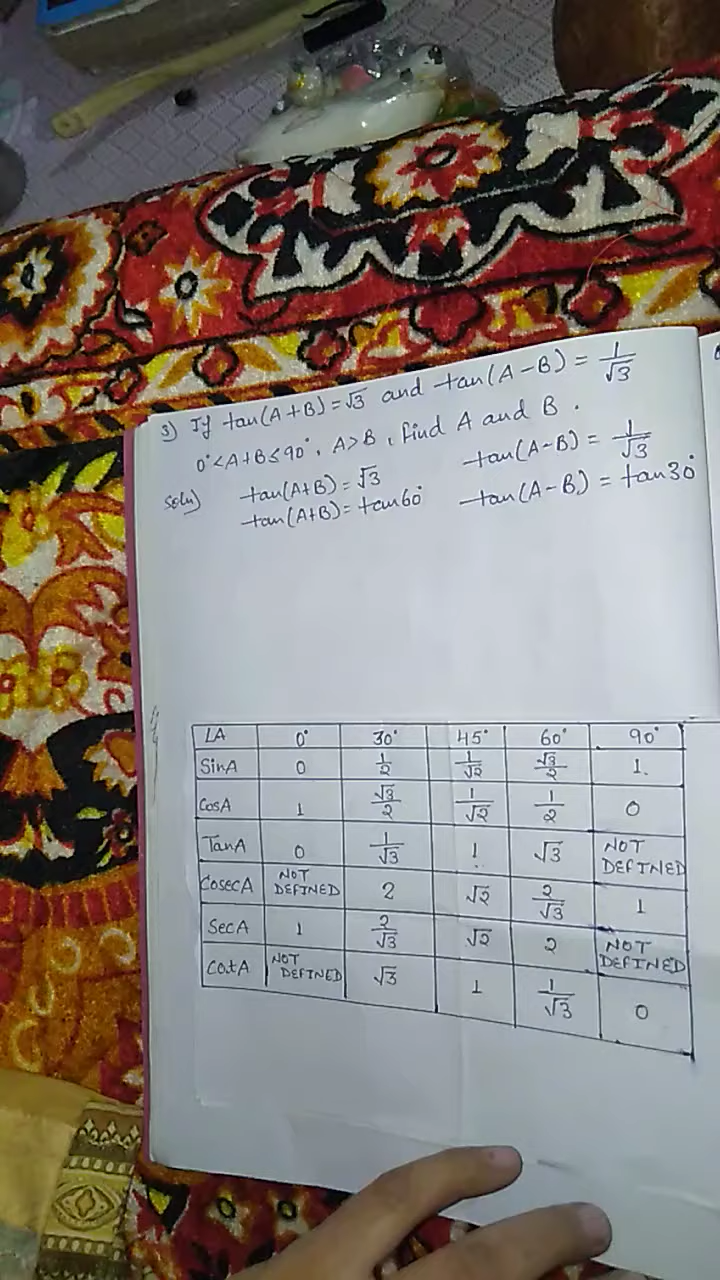 3) If tan(A+B)=√3 and tan(A-B) = 1/√3
0°<A+B≤90°, A>B, find A and B.
Soln) tan(A+B) = √3 tan(A-B) = 1/√3
tan(A+B) = tan60° tan(A-B) = tan30°
∠A 0° 30° 45° 60° 90°
SinA 0 1/2 1/√2 √3/2 1.
CosA 1 √3/2 1/√2 1/2 0
TanA 0 1/√3 1 √3 NOT DEFINED
CosecA NOT DEFINED 2 √2 2/√3 1
SecA 1 2/√3 √2 2 NOT DEFINED
CotA NOT DEFINED √3 1 1/√3 0